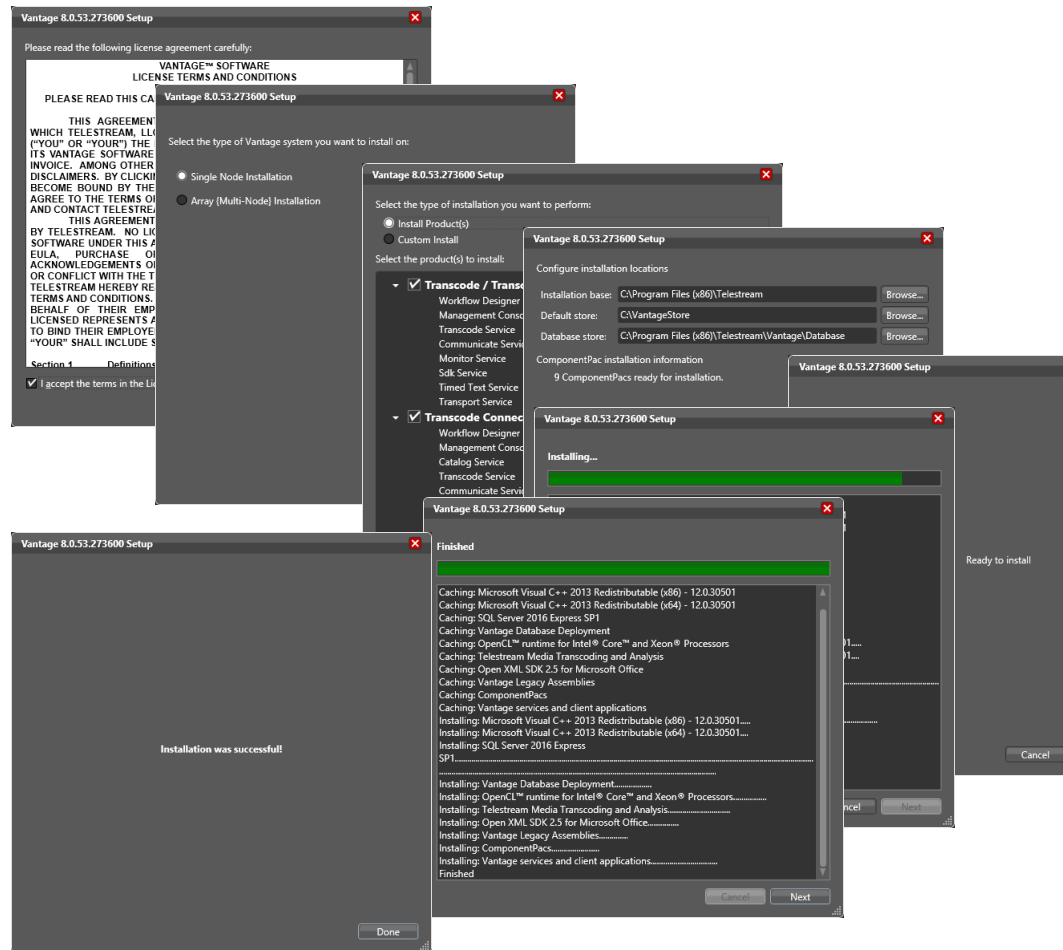 Vantage 8.0.53.273600 Setup
Please read the following license agreement carefully:
VANTAGE™ SOFTWARE
LICENSE TERMS AND CONDITIONS
PLEASE READ THIS CA
THIS AGREEMENT
WHICH TELESTREAM, LL
("YOU" OR "YOUR") THE
ITS VANTAGE SOFTWARE
INVOICE. AMONG OTHER
DISCLAIMERS. BY CLICKI
BECOME BOUND BY THE
AGREE TO THE TERMS O
AND CONTACT TELESTRE
THIS AGREEMENT
BY TELESTREAM. NO LI
SOFTWARE UNDER THIS A
EULA, PURCHASE O
ACKNOWLEDGEMENTS O
OR CONFLICT WITH THE T
TELESTREAM HEREBY RE
TERMS AND CONDITIONS.
BEHALF OF THEIR EMP
LICENSED REPRESENTS A
TO BIND THEIR EMPLOYE
"YOUR" SHALL INCLUDE S
Section 1 Definitions
I accept the terms in the Lic
Vantage 8.0.53.273600 Setup
Select the type of Vantage system you want to install on:
Single Node Installation
Array {Multi-Node} Installation
Vantage 8.0.53.273600 Setup
Select the type of installation you want to perform:
Install Product(s)
Custom Install
Select the product(s) to install:
Transcode / Transc
Workflow Designer
Management Conso
Transcode Service
Communicate Servic
Monitor Service
Sdk Service
Timed Text Service
Transport Service
Transcode Connec
Workflow Designer
Management Conso
Catalog Service
Transcode Service
Communicate Servic
Vantage 8.0.53.273600 Setup
Configure installation locations
Installation base: C:\Program Files (x86)\Telestream Browse...
Default store: C:\VantageStore Browse...
Database store: C:\Program Files (x86)\Telestream\Vantage\Database Browse...
ComponentPac installation information
9 ComponentPacs ready for installation.
Vantage 8.0.53.273600 Setup
Ready to install
Cancel
Vantage 8.0.53.273600 Setup
Installing...
01.....
01....
ncel Next
Vantage 8.0.53.273600 Setup
Finished
Caching: Microsoft Visual C++ 2013 Redistributable (x86) - 12.0.30501
Caching: Microsoft Visual C++ 2013 Redistributable (x64) - 12.0.30501
Caching: SQL Server 2016 Express SP1
Caching: Vantage Database Deployment
Caching: OpenCL™ runtime for Intel® Core™ and Xeon® Processors
Caching: Telestream Media Transcoding and Analysis
Caching: Open XML SDK 2.5 for Microsoft Office
Caching: Vantage Legacy Assemblies
Caching: ComponentPacs
Caching: Vantage services and client applications
Installing: Microsoft Visual C++ 2013 Redistributable (x86) - 12.0.30501.....
Installing: Microsoft Visual C++ 2013 Redistributable (x64) - 12.0.30501....
Installing: SQL Server 2016 Express
SP1..............................
Installing: Vantage Database Deployment.................
Installing: OpenCL™ runtime for Intel® Core™ and Xeon® Processors...............
Installing: Telestream Media Transcoding and Analysis............................
Installing: Open XML SDK 2.5 for Microsoft Office..............
Installing: Vantage Legacy Assemblies.............
Installing: ComponentPacs......................
Installing: Vantage services and client applications..............................
Finished
Cancel Next
Vantage 8.0.53.273600 Setup
Installation was successful!
Done